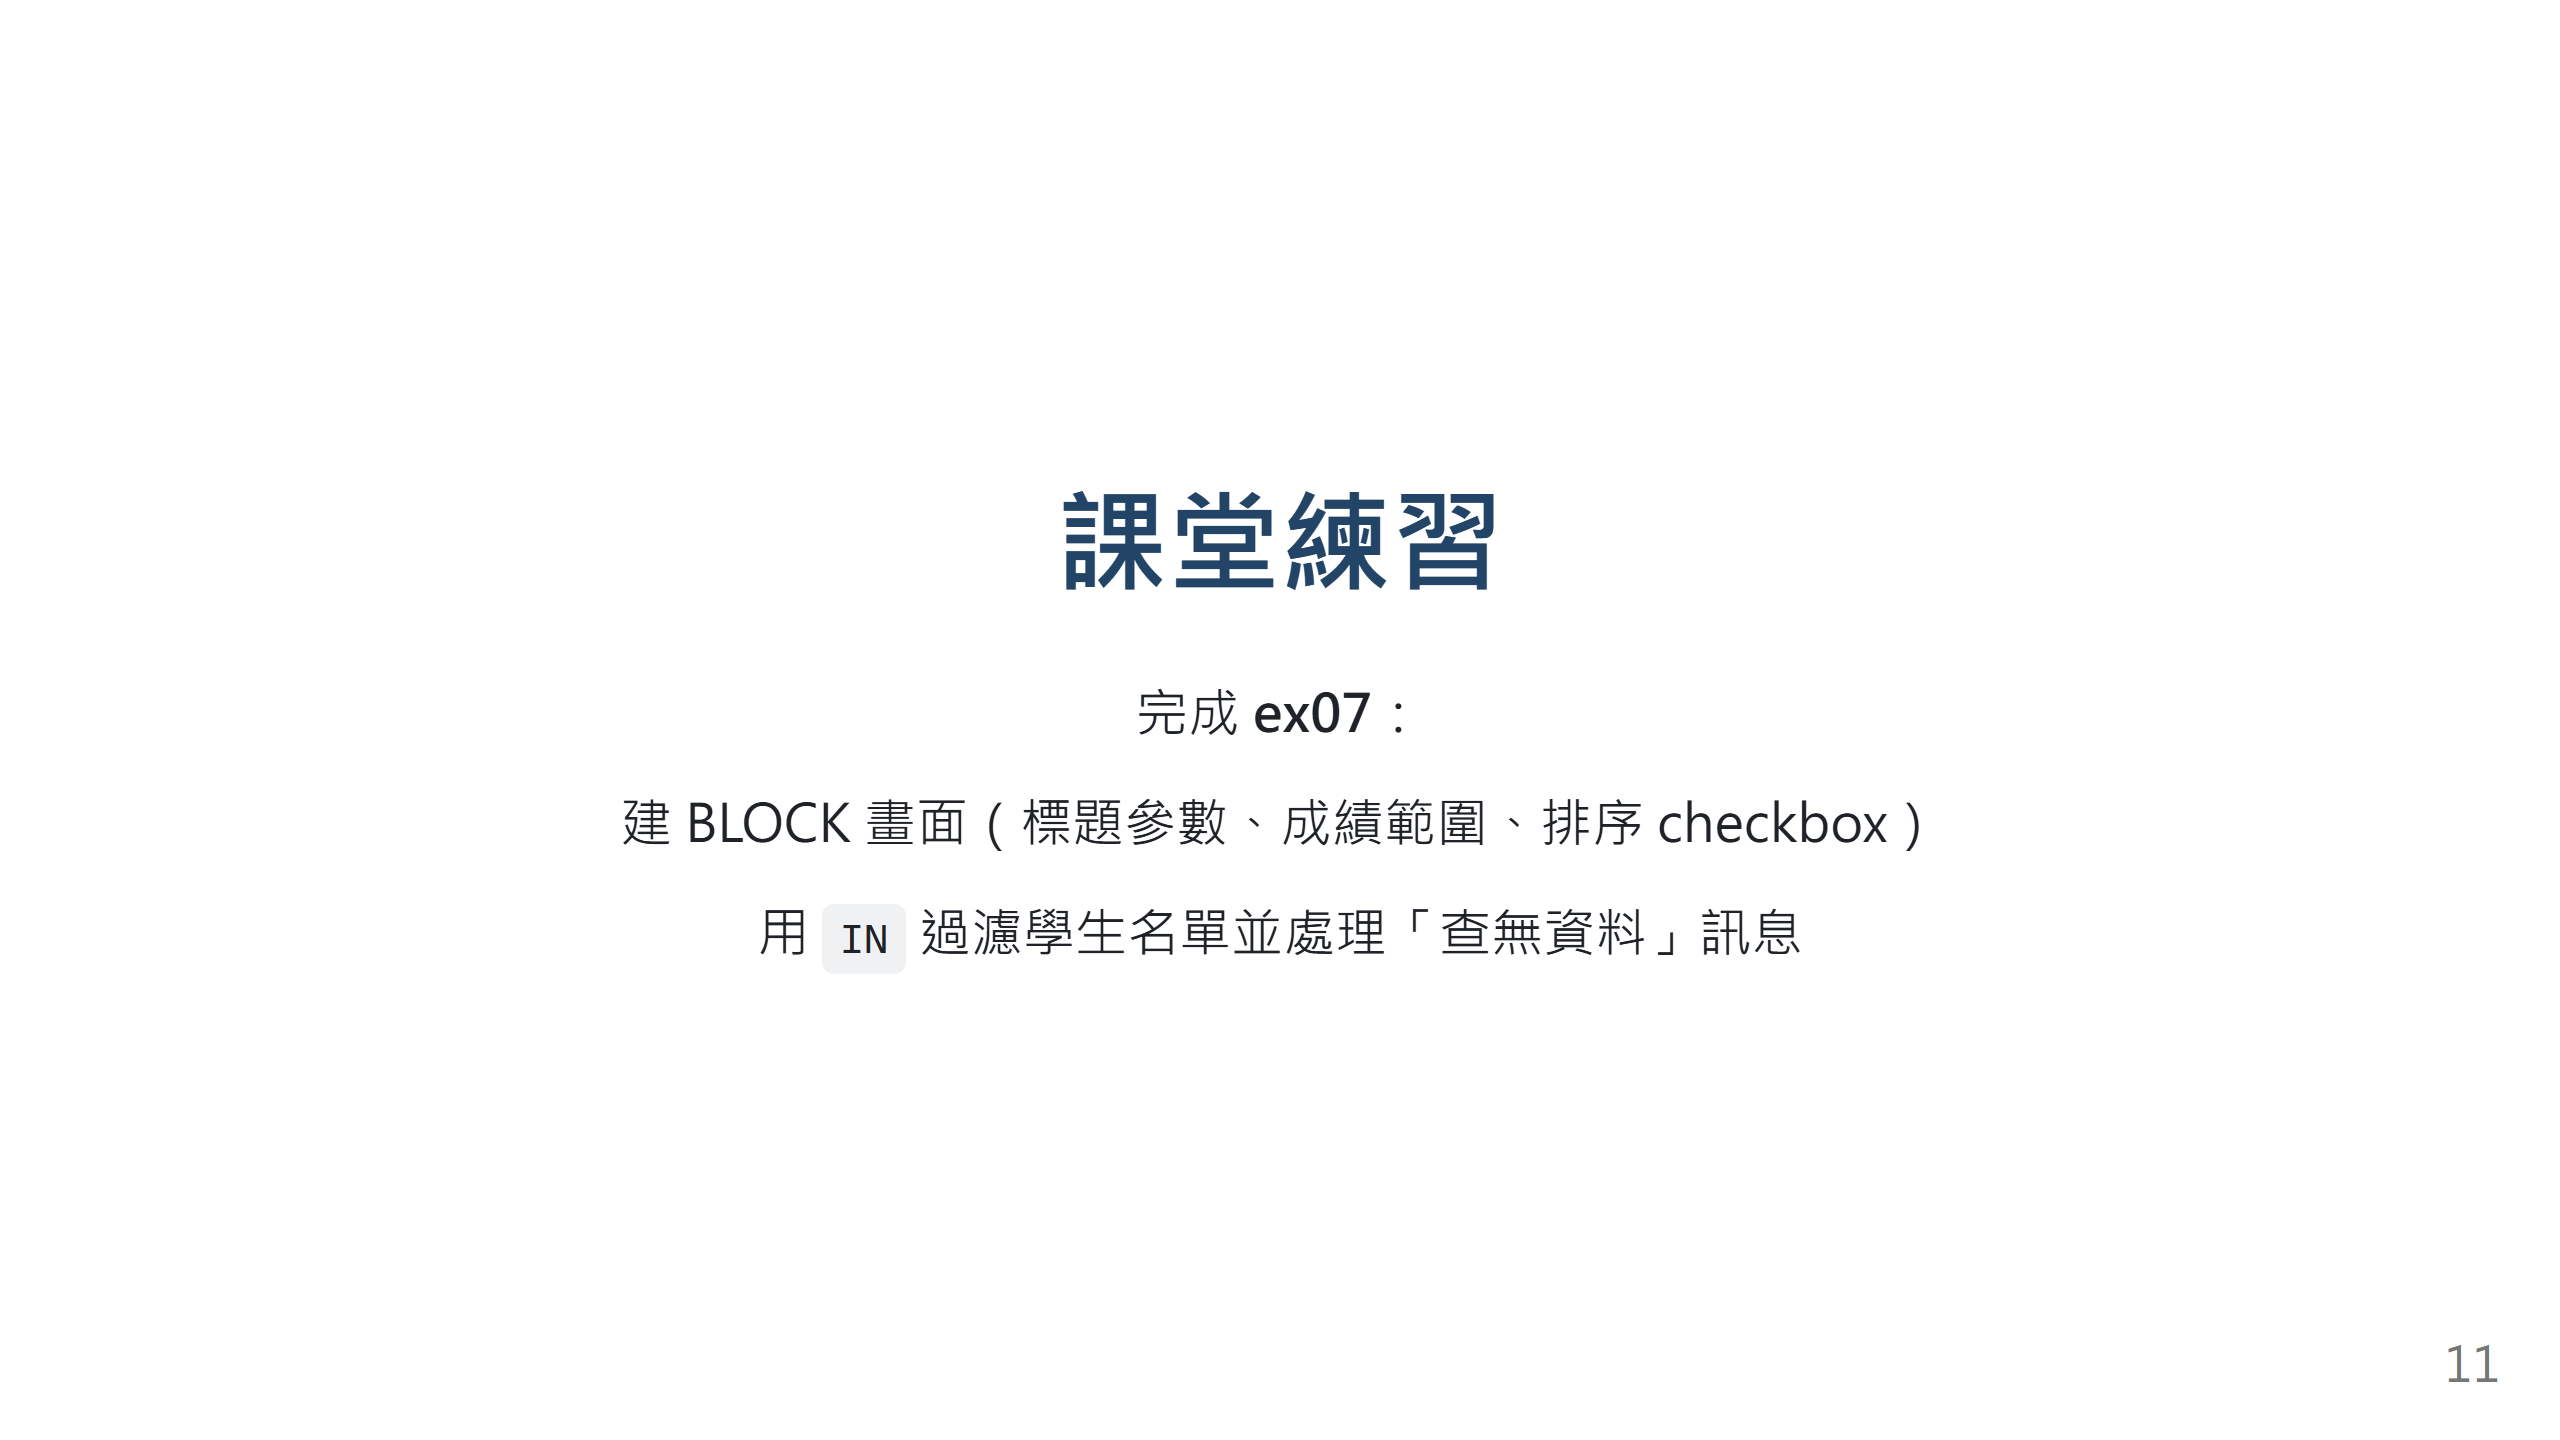 課堂練習
完成 ex07：
建 BLOCK 畫面（標題參數、成績範圍、排序 checkbox）
用 IN 過濾學生名單並處理「查無資料」訊息
11